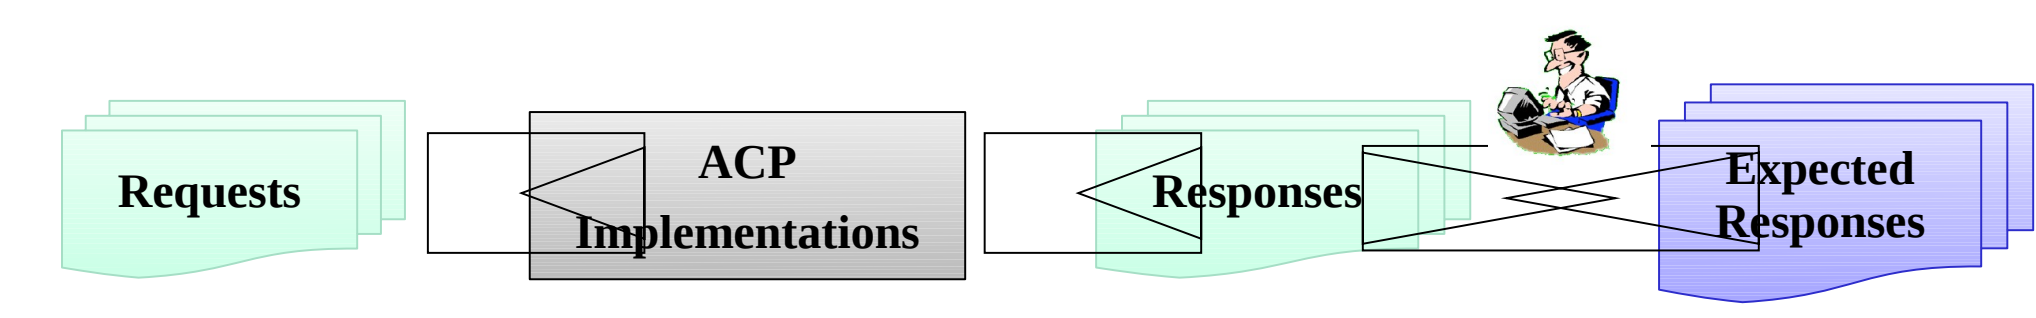 Requests
ACP
Implementations
Responses
Expected
Responses